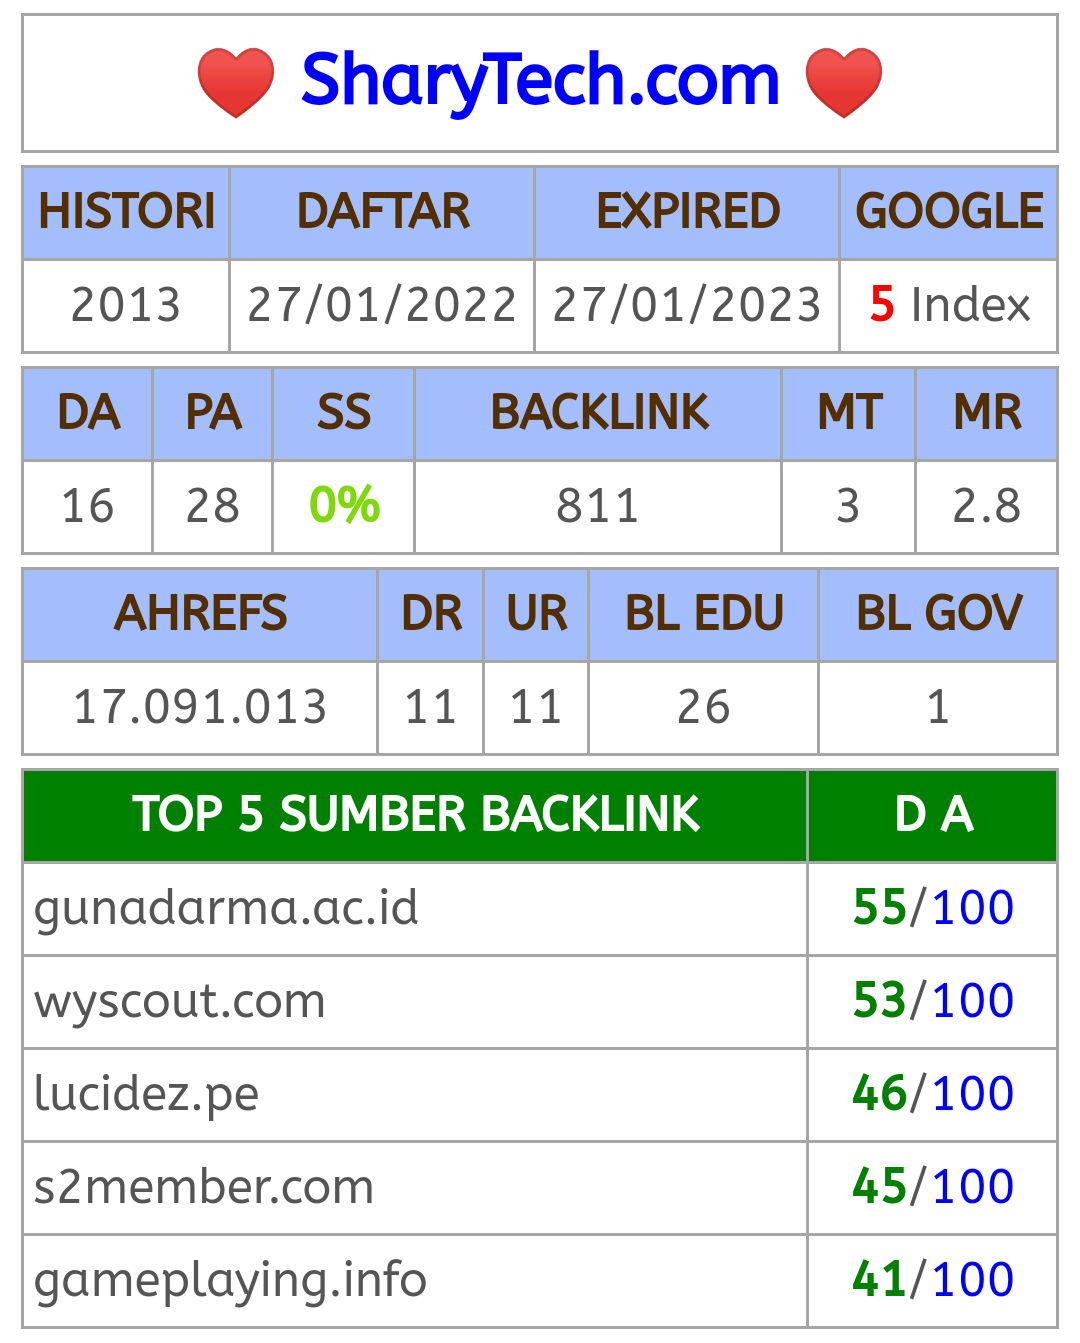 SharyTech.com
HISTORI DAFTAR EXPIRED GOOGLE
2013 27/01/2022 27/01/2023 5 Index
DA PA SS BACKLINK MT MR
16 28 0% 811 3 2.8
AHREFS DR UR BL EDU BL GOV
17.091.013 11 11 26 1
TOP 5 SUMBER BACKLINK D A
gunadarma.ac.id 55/100
wyscout.com 53/100
lucidez.pe 46/100
s2member.com 45/100
gameplaying.info 41/100